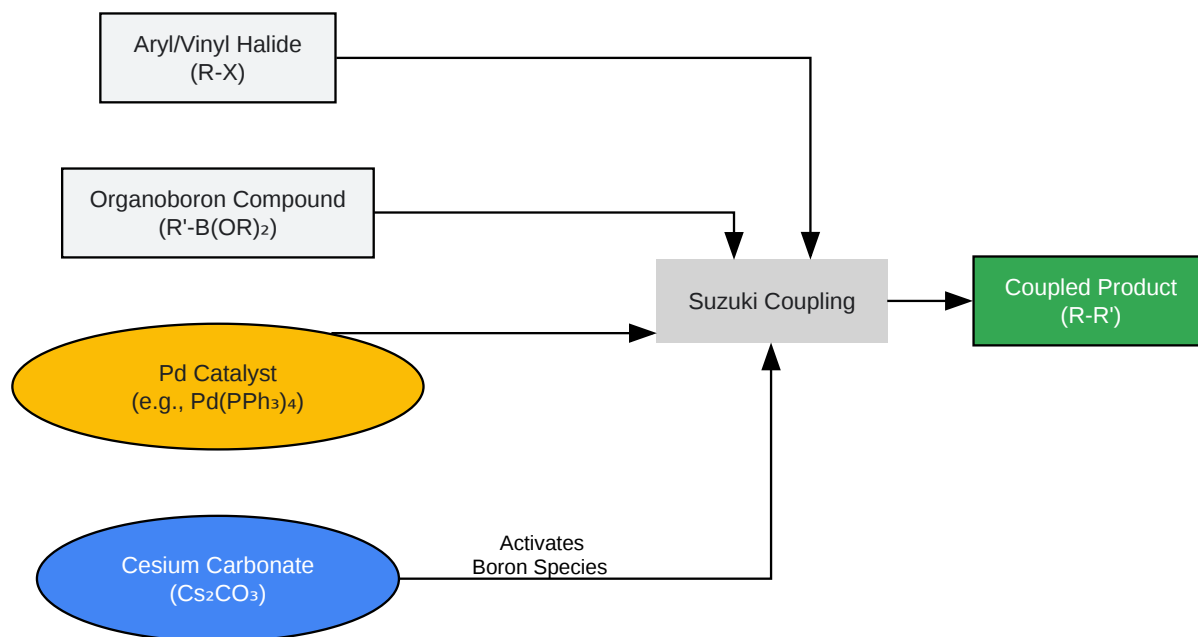 Aryl/Vinyl Halide
(R-X)
Organoboron Compound
(R'-B(OR)₂)
Suzuki Coupling
Coupled Product
(R-R')
Pd Catalyst
(e.g., Pd(PPh₃)₄)
Activates
Boron Species
Cesium Carbonate
(Cs₂CO₃)